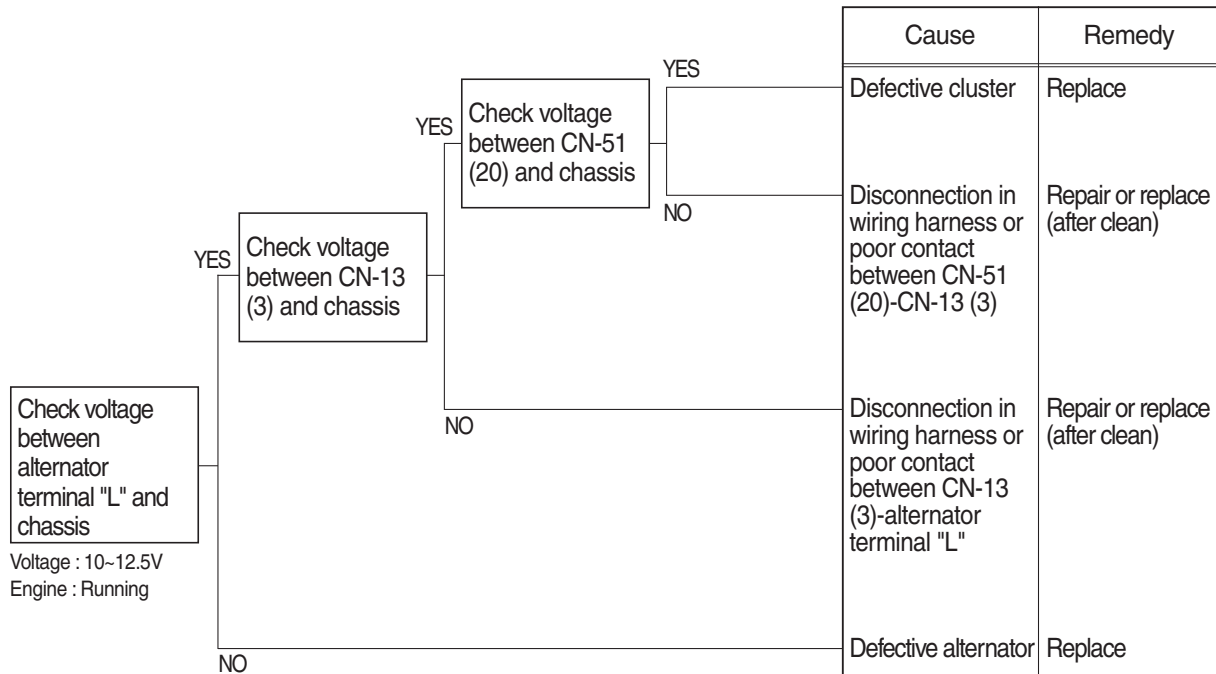 Cause
Remedy
YES
Defective cluster
Replace
YES
Check voltage
between CN-51
(20) and chassis
NO
Disconnection in
wiring harness or
poor contact
between CN-51
(20)-CN-13 (3)
Repair or replace
(after clean)
YES
Check voltage
between CN-13
(3) and chassis
NO
Disconnection in
wiring harness or
poor contact
between CN-13
(3)-alternator
terminal "L"
Repair or replace
(after clean)
Check voltage
between
alternator
terminal "L" and
chassis
Voltage : 10~12.5V
Engine : Running
NO
Defective alternator
Replace